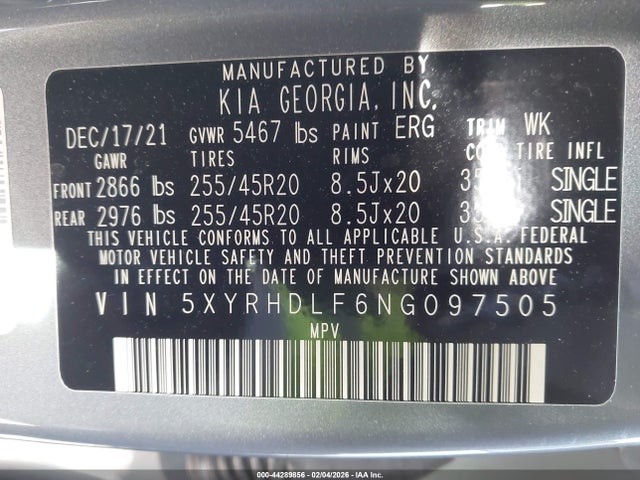 MANUFACTURED BY
KIA GEORGIA, INC.
DEC/17/21 GVWR 5467 lbs PAINT ERG TRIM WK
GAWR TIRES RIMS COLD TIRE INFL
FRONT 2866 lbs 255/45R20 8.5Jx20 SINGLE
REAR 2976 lbs 255/45R20 8.5Jx20 SINGLE
THIS VEHICLE CONFORMS TO ALL APPLICABLE U.S.A. FEDERAL
MOTOR VEHICLE SAFETY AND THEFT PREVENTION STANDARDS
IN EFFECT ON THE DATE OF MANUFACTURE SHOWN ABOVE
VIN 5XYRHDLF6NG097505
MPV
000-44289856 - 02/04/2026 - IAA Inc.